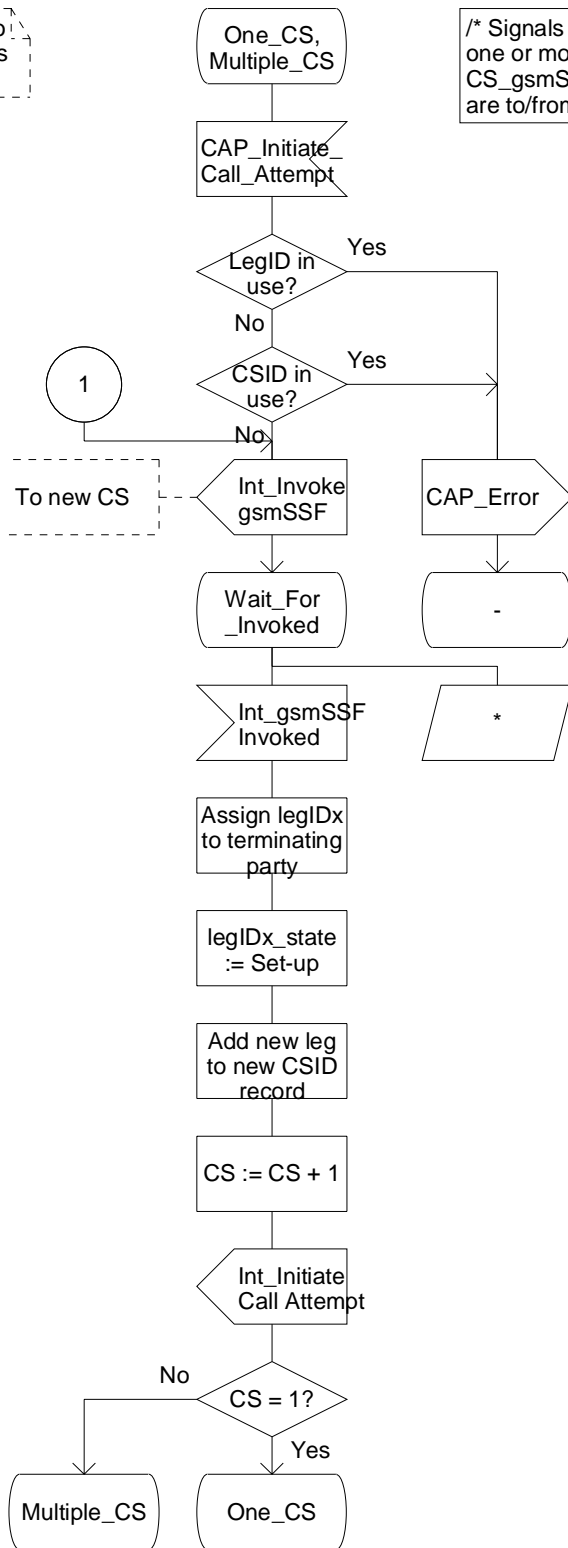 One_CS,
Multiple_CS
/* Signals
one or mo
CS_gsmS
are to/from
CAP_Initiate_
Call_Attempt
LegID in
use?
Yes
No
1
CSID in
use?
Yes
No
To new CS
Int_Invoke
gsmSSF
CAP_Error
Wait_For
_Invoked
-
Int_gsmSSF
Invoked
*
Assign legIDx
to terminating
party
legIDx_state
:= Set-up
Add new leg
to new CSID
record
CS := CS + 1
Int_Initiate
Call Attempt
No
CS = 1?
Yes
Multiple_CS
One_CS